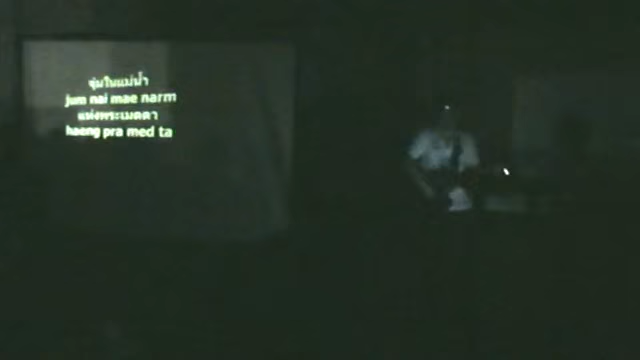 ชุ่มในแม่น้ำ
jum nai mae narm
แห่งพระเมตตา
haeng pra med ta